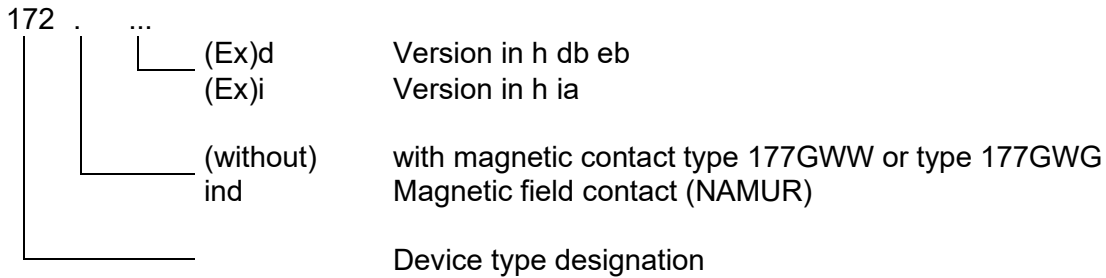 172 . ...
(Ex)d Version in h db eb
(Ex)i Version in h ia
(without) with magnetic contact type 177GWW or type 177GWG
ind Magnetic field contact (NAMUR)
Device type designation